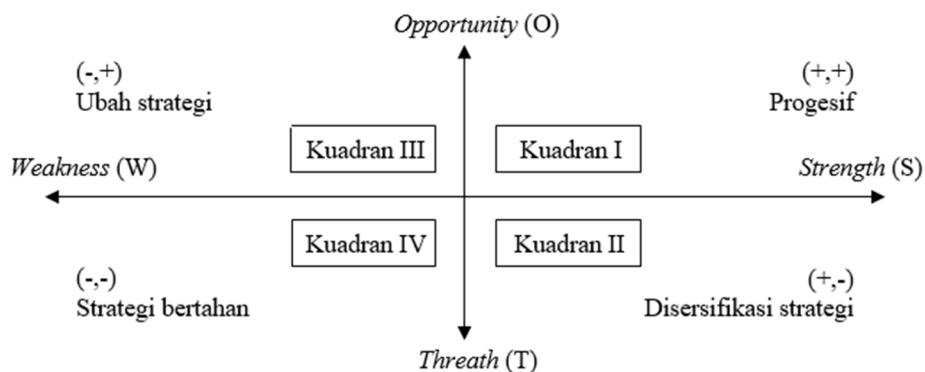 Opportunity (O)
(-,+)
Ubah strategi
(+,+)
Progesif
Kuadran III
Kuadran I
Weakness (W)
Strength (S)
Kuadran IV
Kuadran II
(-,-)
Strategi bertahan
(+,-)
Disersifikasi strategi
Threath (T)